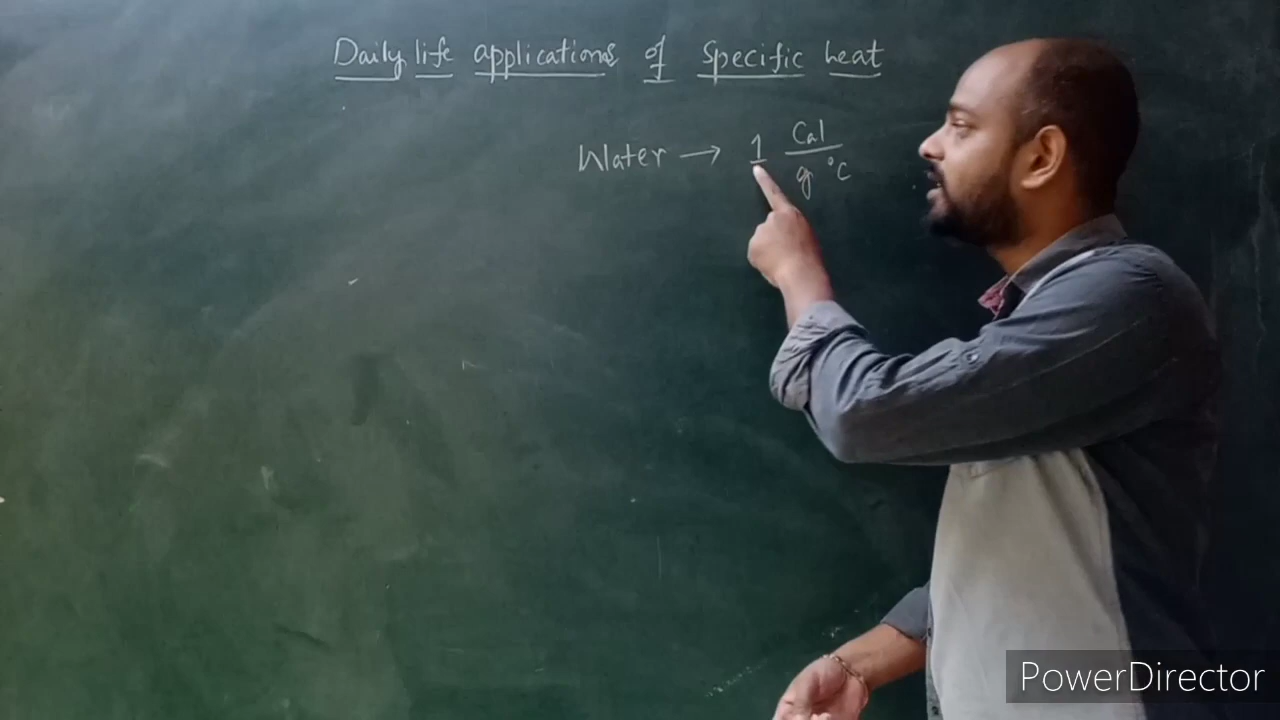 Daily life applications of specific heat
Water → 1 Cal
g °C
PowerDirector